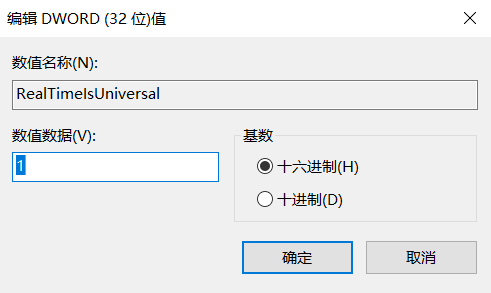 编辑 DWORD (32 位)值
数值名称(N):
RealTimeIsUniversal
数值数据(V):
1
基数
十六进制(H)
十进制(D)
确定
取消